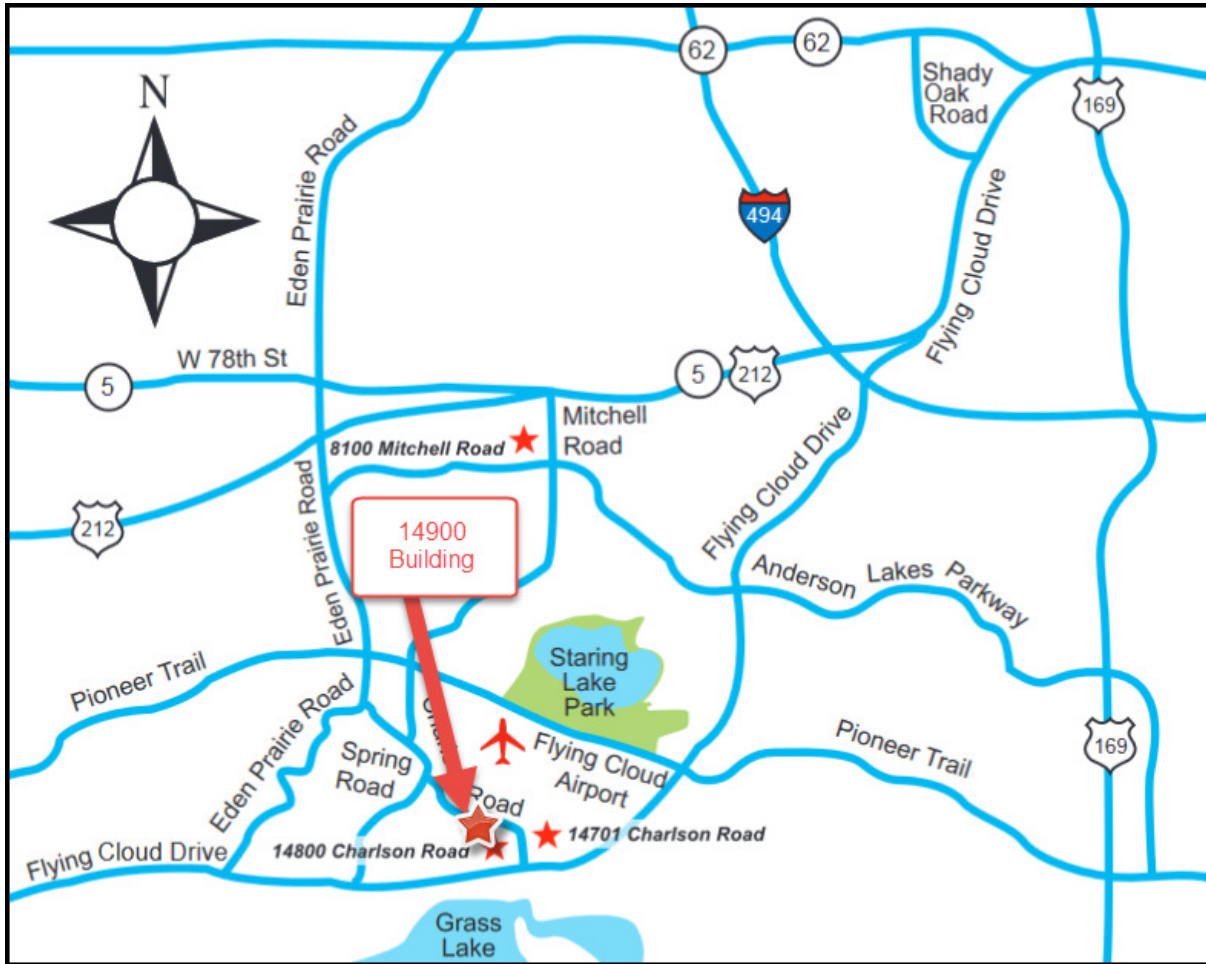 62
62
Shady
Oak
Road
169
N
Eden Prairie Road
494
Flying Cloud Drive
W 78th St
5
5
212
Mitchell
Road
8100 Mitchell Road
212
Eden Prairie Road
14900
Building
Flying Cloud Drive
Anderson Lakes Parkway
Staring
Lake
Park
Pioneer Trail
Eden Prairie Road
Spring
Road
Road
Flying Cloud
Airport
Pioneer Trail
169
14701 Charlson Road
14800 Charlson Road
Flying Cloud Drive
Grass
Lake